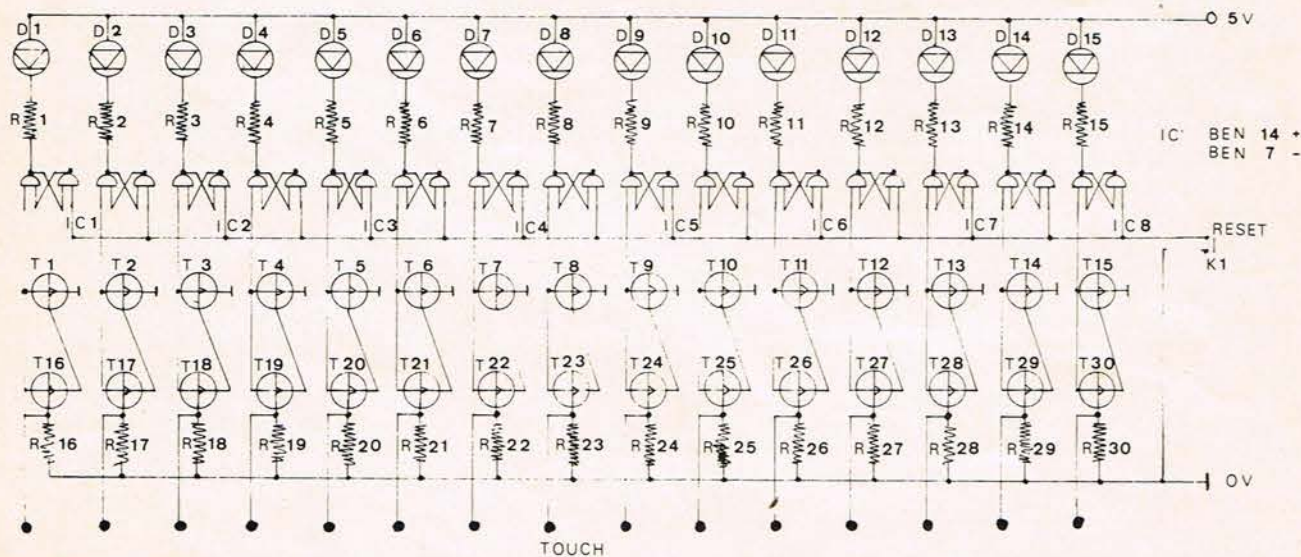 D1 D2 D3 D4 D5 D6 D7 D8 D9 D10 D11 D12 D13 D14 D15 O 5V
R1 R2 R3 R4 R5 R6 R7 R8 R9 R10 R11 R12 R13 R14 R15
IC BEN 14 +
BEN 7 -
IC1 IC2 IC3 IC4 IC5 IC6 IC7 IC8 RESET
K1
T1 T2 T3 T4 T5 T6 T7 T8 T9 T10 T11 T12 T13 T14 T15
T16 T17 T18 T19 T20 T21 T22 T23 T24 T25 T26 T27 T28 T29 T30
R16 R17 R18 R19 R20 R21 R22 R23 R24 R25 R26 R27 R28 R29 R30
0V
TOUCH